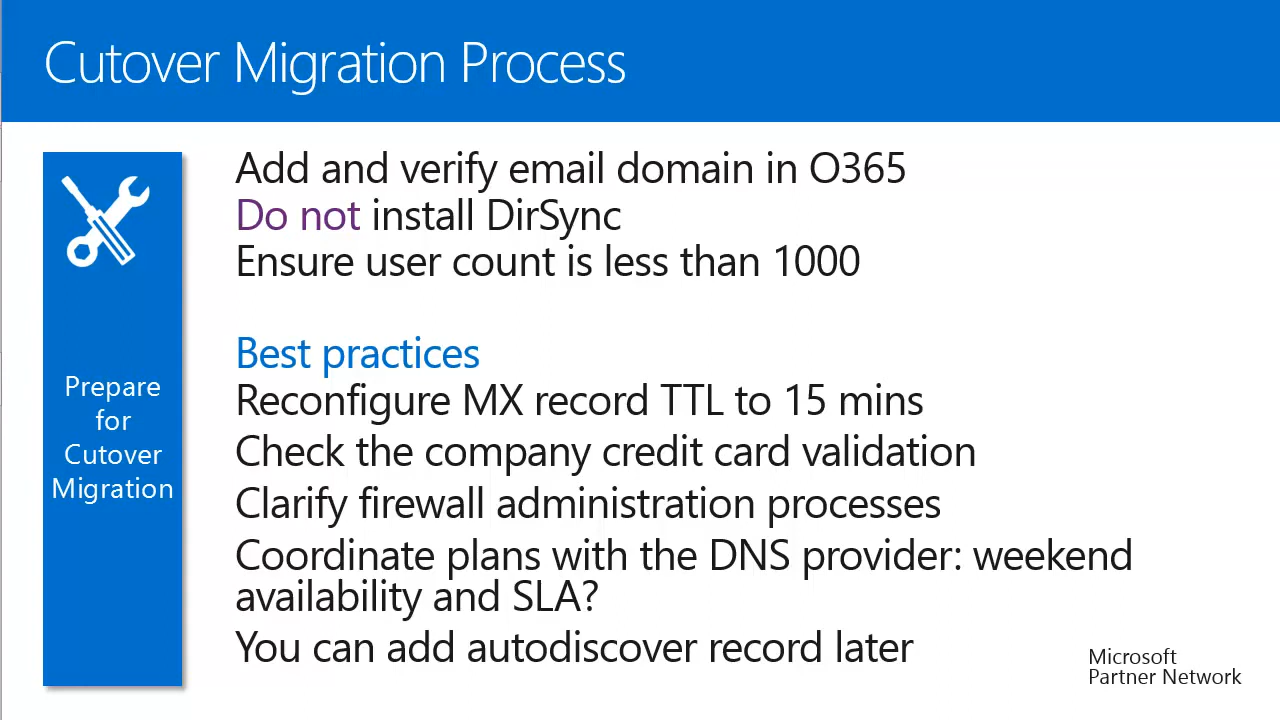 Cutover Migration Process
Prepare
for
Cutover
Migration
Add and verify email domain in O365
Do not install DirSync
Ensure user count is less than 1000
Best practices
Reconfigure MX record TTL to 15 mins
Check the company credit card validation
Clarify firewall administration processes
Coordinate plans with the DNS provider: weekend
availability and SLA?
You can add autodiscover record later
Microsoft
Partner Network